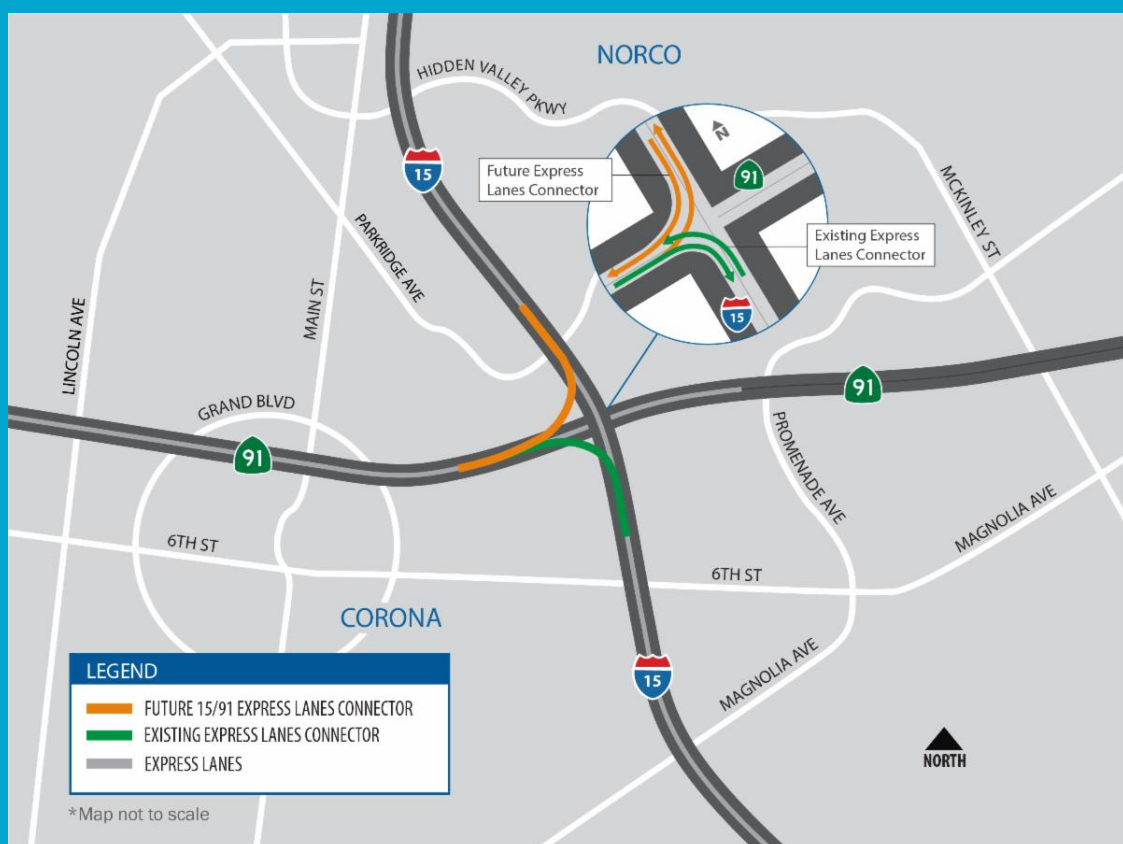 NORCO
HIDDEN VALLEY PKWY
N
15
Future Express
Lanes Connector
91
MCKINLEY ST
PARKRIDGE AVE
Existing Express
Lanes Connector
15
MAIN ST
LINCOLN AVE
91
GRAND BLVD
91
PROMENADE AVE
MAGNOLIA AVE
6TH ST
6TH ST
CORONA
MAGNOLIA AVE
15
LEGEND
FUTURE 15/91 EXPRESS LANES CONNECTOR
EXISTING EXPRESS LANES CONNECTOR
EXPRESS LANES
NORTH
*Map not to scale